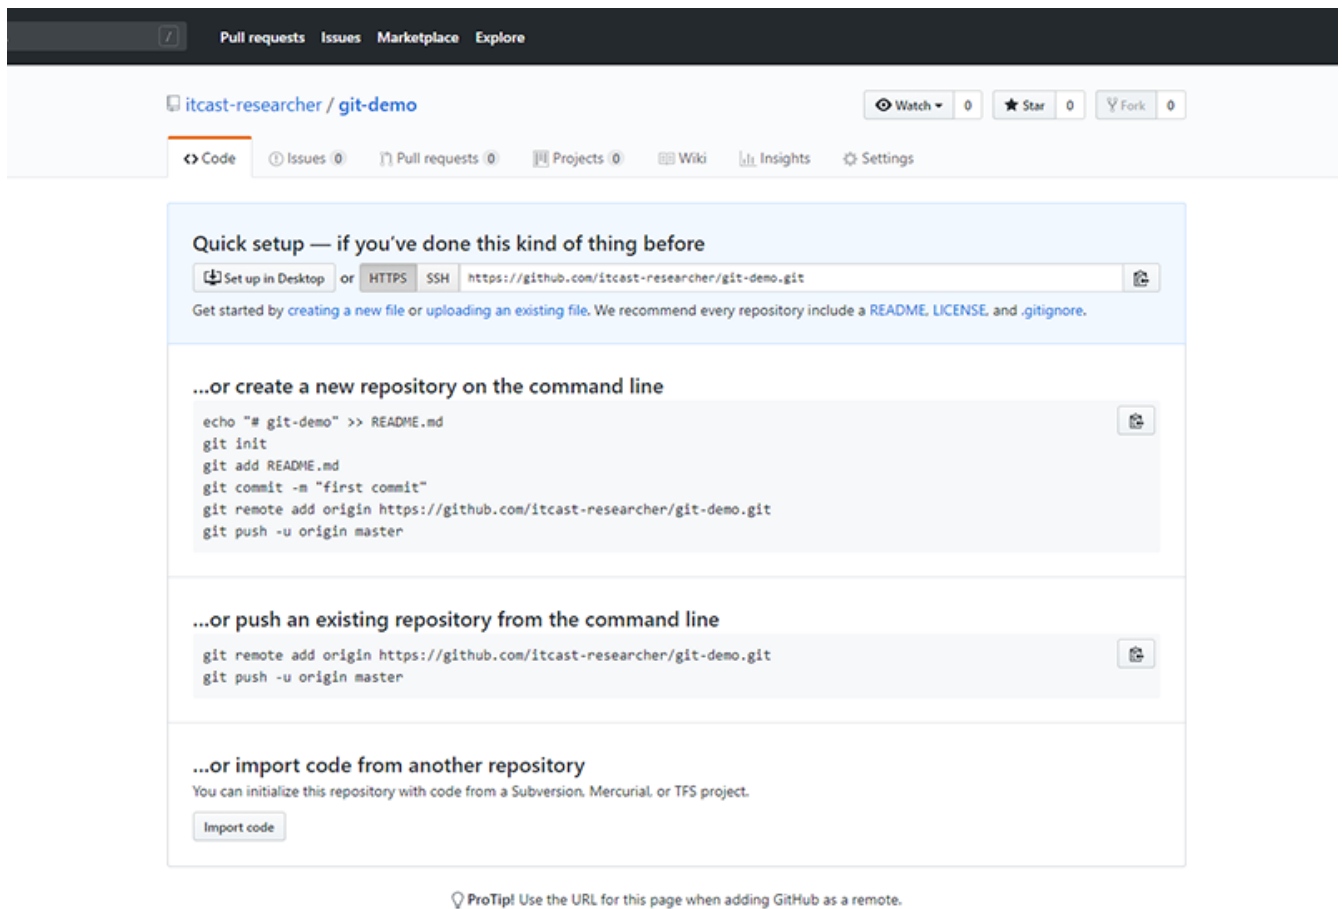 / Pull requests Issues Marketplace Explore
itcast-researcher / git-demo
Watch 0 Star 0 Fork 0
Code Issues 0 Pull requests 0 Projects 0 Wiki Insights Settings
Quick setup — if you've done this kind of thing before
Set up in Desktop or HTTPS SSH https://github.com/itcast-researcher/git-demo.git
Get started by creating a new file or uploading an existing file. We recommend every repository include a README, LICENSE, and .gitignore.
…or create a new repository on the command line
echo "# git-demo" >> README.md
git init
git add README.md
git commit -m "first commit"
git remote add origin https://github.com/itcast-researcher/git-demo.git
git push -u origin master
…or push an existing repository from the command line
git remote add origin https://github.com/itcast-researcher/git-demo.git
git push -u origin master
…or import code from another repository
You can initialize this repository with code from a Subversion, Mercurial, or TFS project.
Import code
ProTip! Use the URL for this page when adding GitHub as a remote.